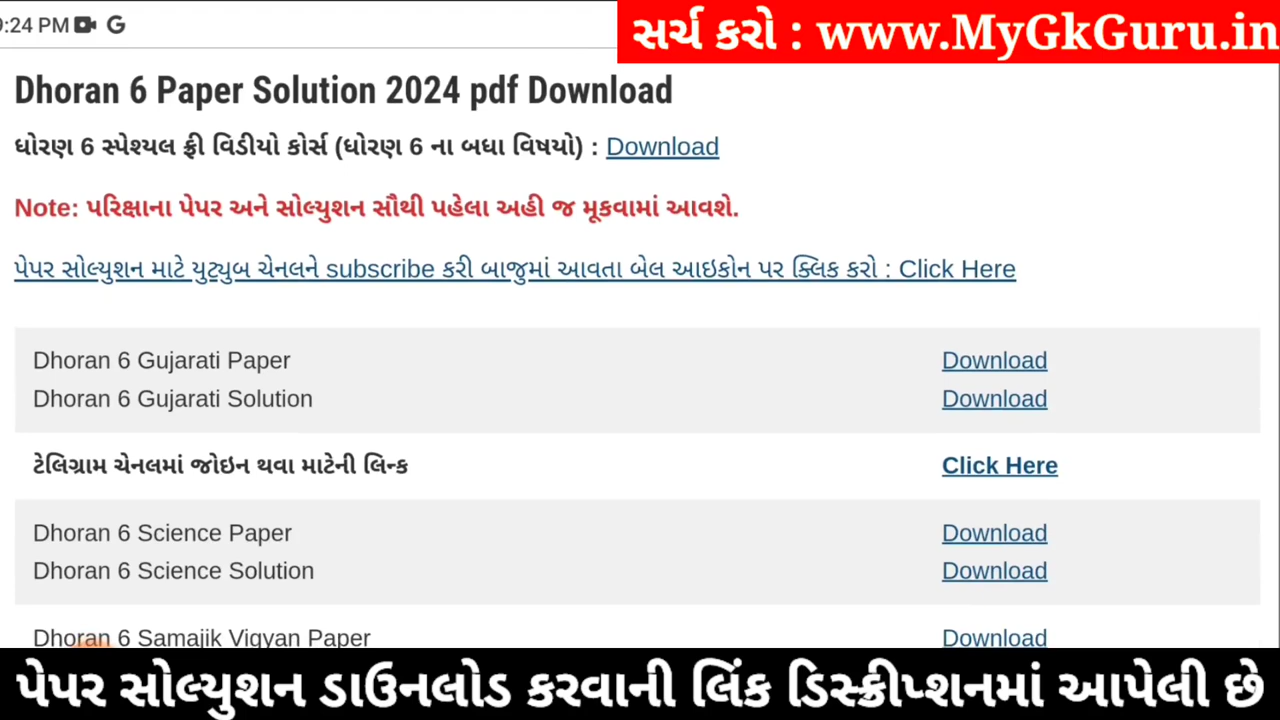 9:24 PM
સર્ચ કરો : www.MyGkGuru.in
Dhoran 6 Paper Solution 2024 pdf Download
ધોરણ 6 સ્પેશ્યલ ફ્રી વિડીયો કોર્સ (ધોરણ 6 ના બધા વિષયો) : Download
Note: પરિક્ષાના પેપર અને સોલ્યુશન સૌથી પહેલા અહી જ મૂકવામાં આવશે.
પેપર સોલ્યુશન માટે યુટ્યુબ ચેનલને subscribe કરી બાજુમાં આવતા બેલ આઇકોન પર ક્લિક કરો : Click Here
Dhoran 6 Gujarati Paper Download
Dhoran 6 Gujarati Solution Download
ટેલિગ્રામ ચેનલમાં જોઇન થવા માટેની લિન્ક Click Here
Dhoran 6 Science Paper Download
Dhoran 6 Science Solution Download
Dhoran 6 Samajik Vigyan Paper Download
પેપર સોલ્યુશન ડાઉનલોડ કરવાની લિંક ડિસ્ક્રીપ્શનમાં આપેલી છે